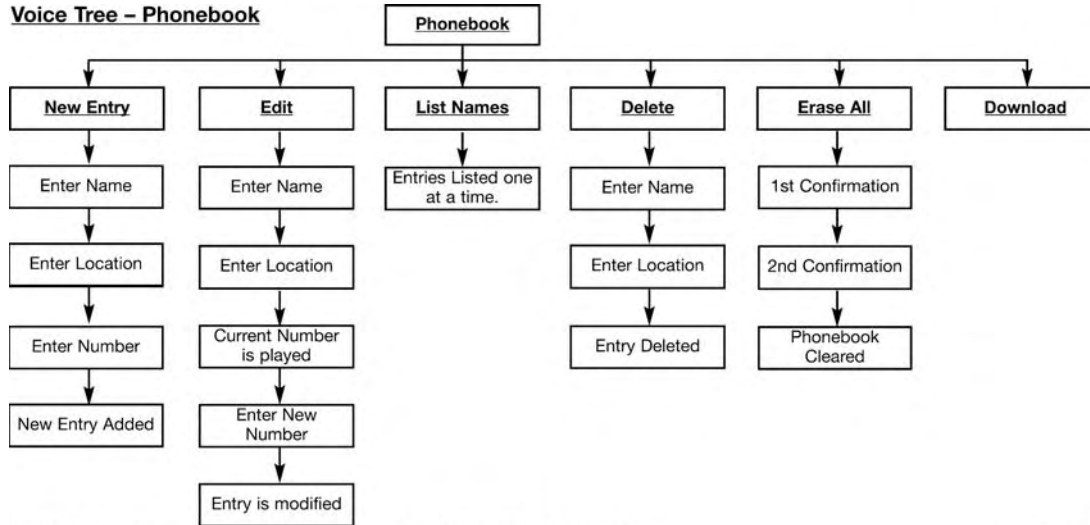 Voice Tree – Phonebook
Phonebook
New Entry
Edit
List Names
Delete
Erase All
Download
Enter Name
Enter Name
Entries Listed one
at a time.
Enter Name
1st Confirmation
Enter Location
Enter Location
Enter Location
2nd Confirmation
Enter Number
Current Number
is played
Entry Deleted
Phonebook
Cleared
New Entry Added
Enter New
Number
Entry is modified